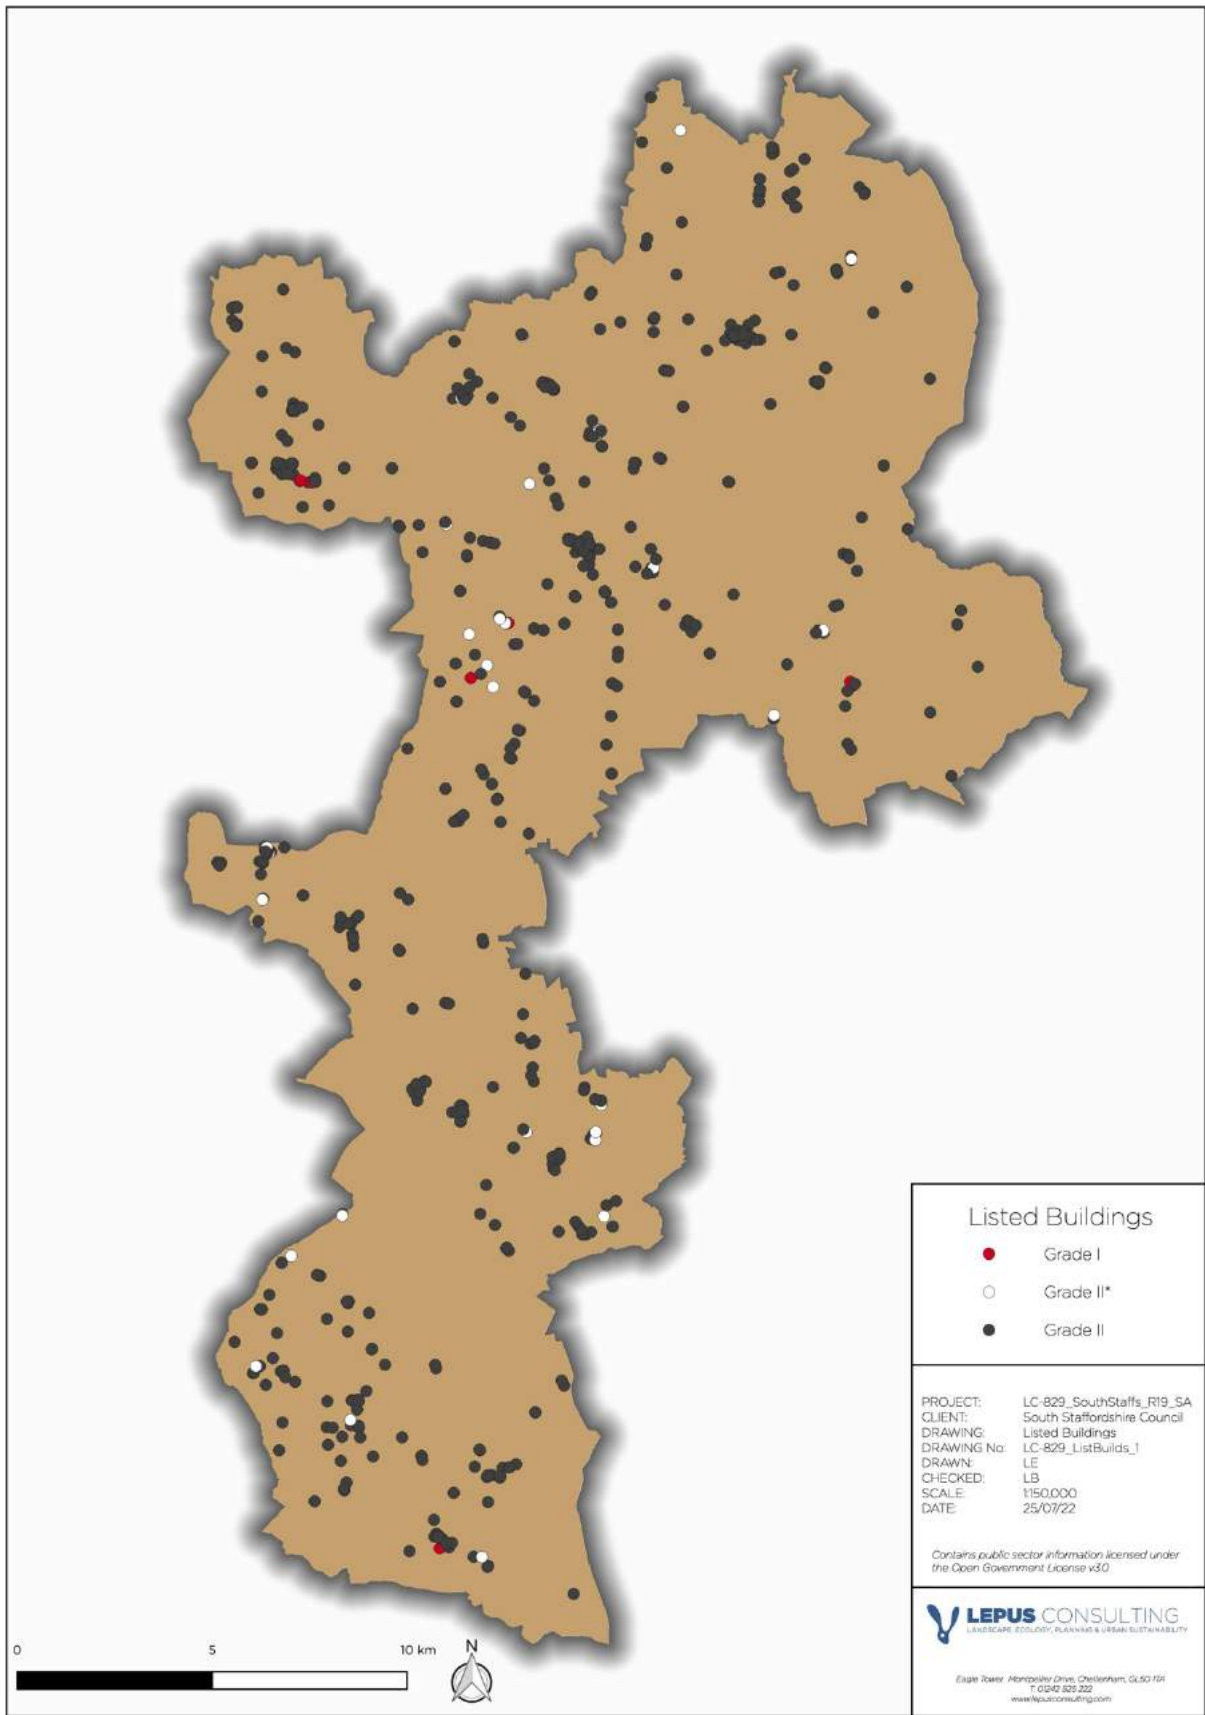 Listed Buildings
Grade I
Grade II*
Grade II
PROJECT: LC-829_SouthStaffs_R19_SA
CLIENT: South Staffordshire Council
DRAWING: Listed Buildings
DRAWING No: LC-829_ListBuilds_1
DRAWN: LE
CHECKED: LB
SCALE: 1:150,000
DATE: 25/07/22
Contains public sector information licensed under
the Open Government License v3.0
LEPUS CONSULTING
LANDSCAPE, ECOLOGY, PLANNING & URBAN SUSTAINABILITY
Eagle Tower Montpellier Drive, Cheltenham, GL50 1TA
T: 01242 525 222
www.lepusconsulting.com
0 5 10 km
N